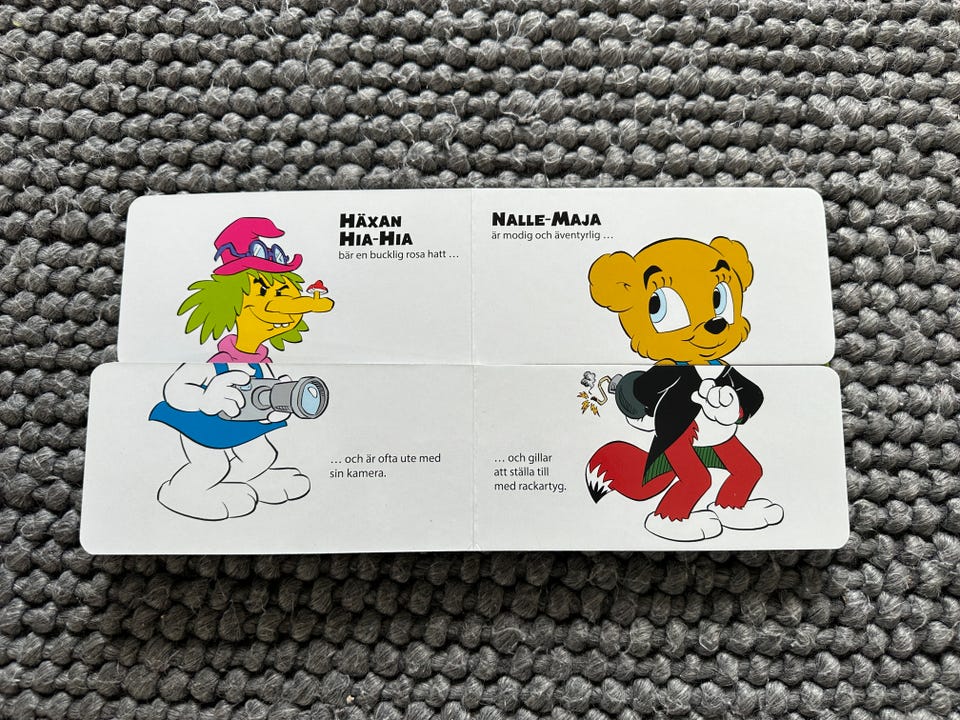 HÄXAN
HIA-HIA
bär en bucklig rosa hatt …
NALLE-MAJA
är modig och äventyrlig …
… och är ofta ute med
sin kamera.
… och gillar
att ställa till
med rackartyg.